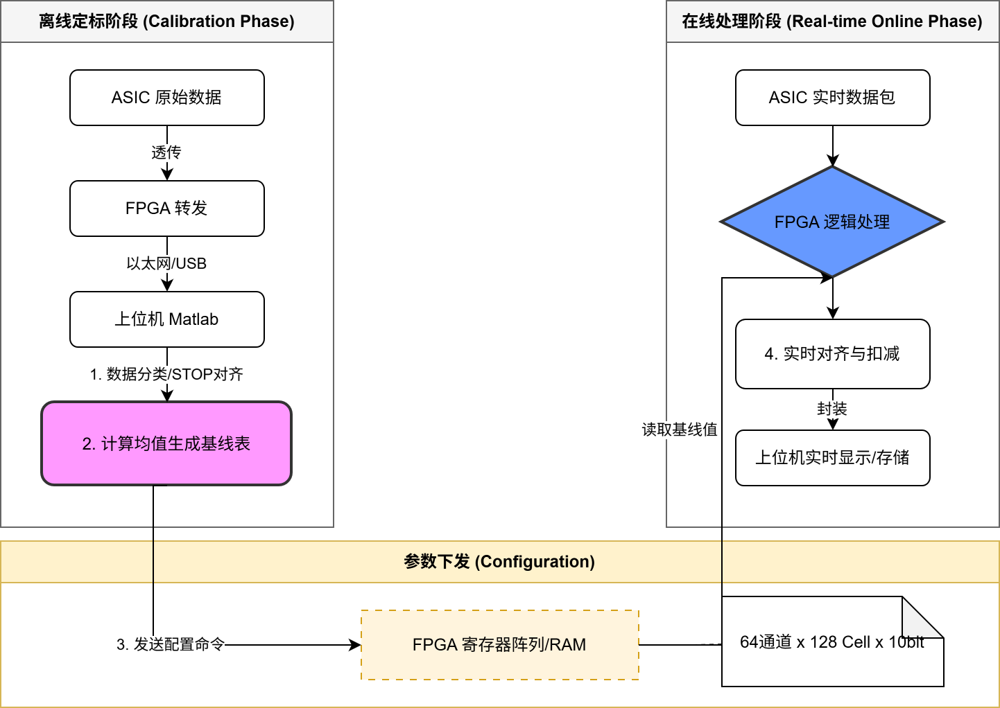 离线定标阶段 (Calibration Phase)
ASIC 原始数据
透传
FPGA 转发
以太网/USB
上位机 Matlab
1. 数据分类/STOP对齐
2. 计算均值生成基线表
在线处理阶段 (Real-time Online Phase)
ASIC 实时数据包
FPGA 逻辑处理
4. 实时对齐与扣减
封装
读取基线值
上位机实时显示/存储
参数下发 (Configuration)
3. 发送配置命令
FPGA 寄存器阵列/RAM
64通道 x 128 Cell x 10bit